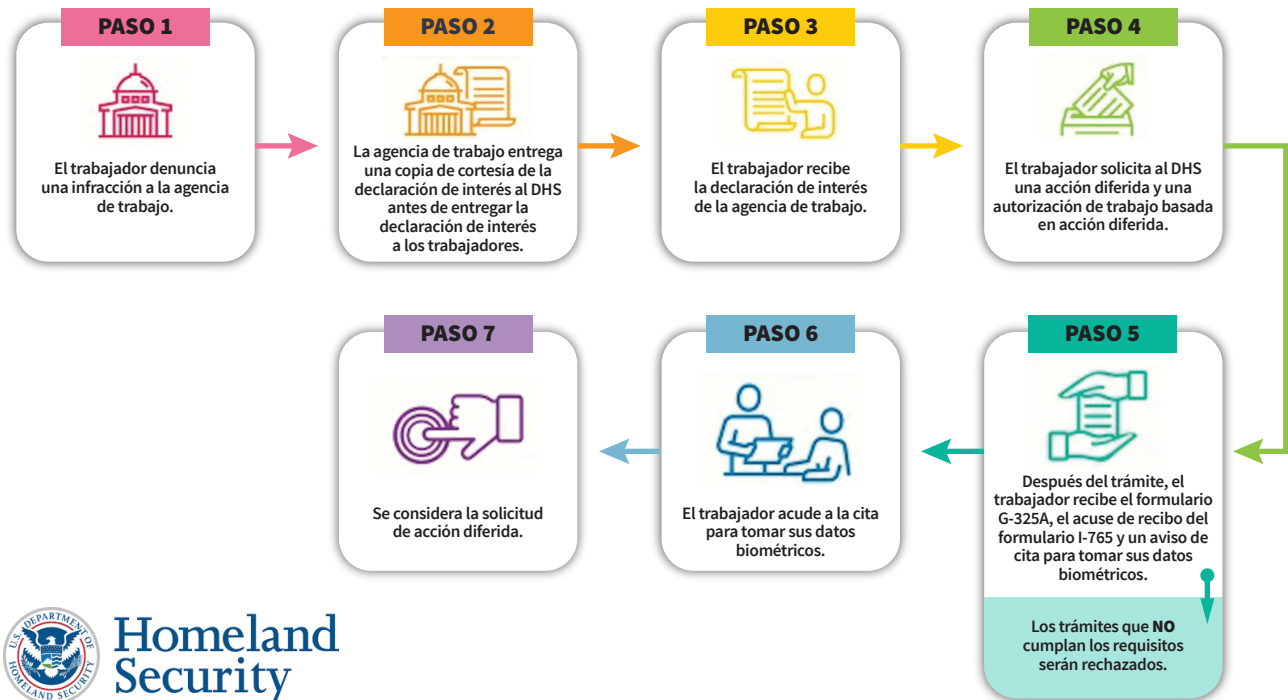 PASO 1
El trabajador denuncia
una infracción a la agencia
de trabajo.
PASO 2
La agencia de trabajo entrega
una copia de cortesía de la
declaración de interés al DHS
antes de entregar la
declaración de interés
a los trabajadores.
PASO 3
El trabajador recibe
la declaración de interés
de la agencia de trabajo.
PASO 4
El trabajador solicita al DHS
una acción diferida y una
autorización de trabajo basada
en acción diferida.
PASO 5
Después del trámite, el
trabajador recibe el formulario
G-325A, el acuse de recibo del
formulario I-765 y un aviso de
cita para tomar sus datos
biométricos.
Los trámites que NO
cumplan los requisitos
serán rechazados.
PASO 6
El trabajador acude a la cita
para tomar sus datos
biométricos.
PASO 7
Se considera la solicitud
de acción diferida.
U.S. DEPARTMENT OF
HOMELAND SECURITY
Homeland
Security